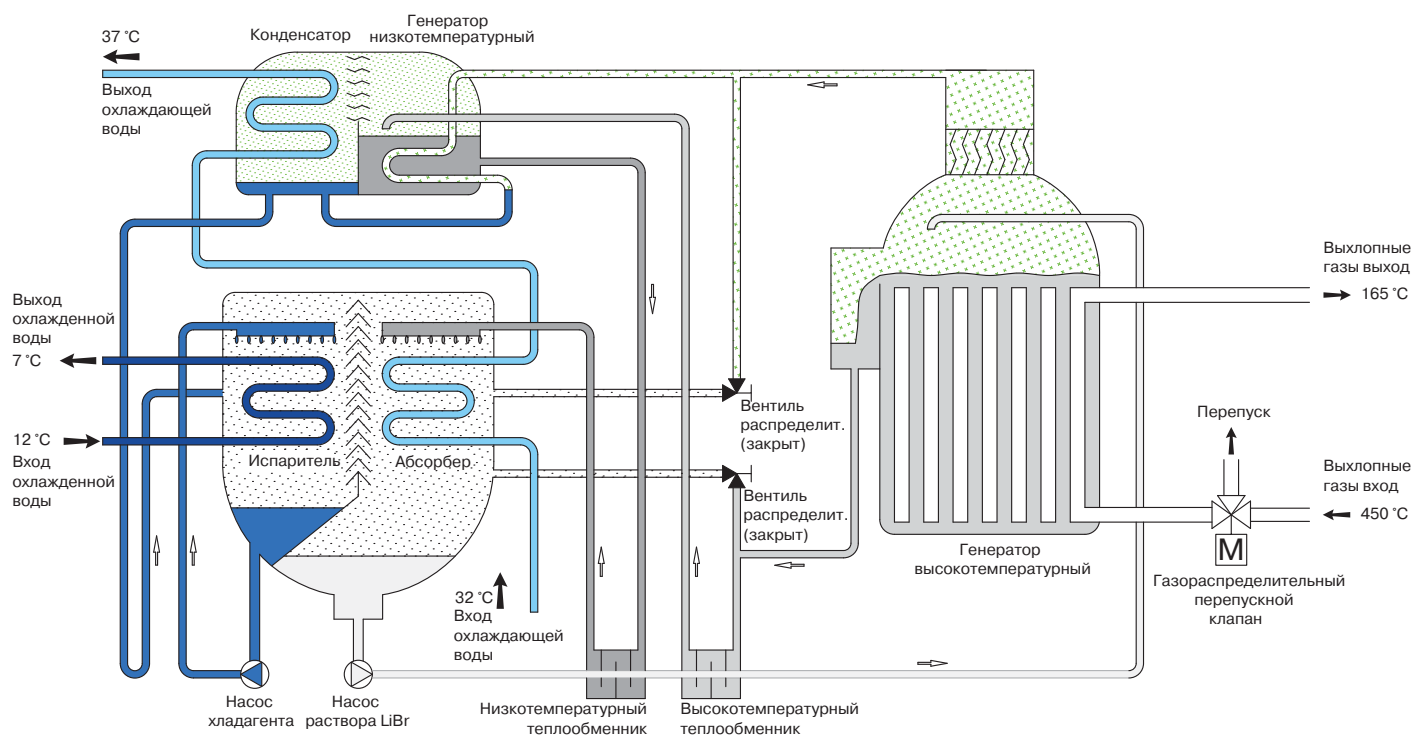 37 °C
Выход
охлаждающей
воды
Конденсатор
Генератор
низкотемпературный
Выход
охлажденной
воды
7 °C
12 °C
Вход
охлажденной
воды
Испаритель
Абсорбер
Вентиль
распределит.
(закрыт)
Вентиль
распределит.
(закрыт)
Выхлопные
газы выход
165 °C
Перепуск
Выхлопные
газы вход
450 °C
M
Газораспределительный
перепускной
клапан
Генератор
высокотемпературный
32 °C
Вход
охлаждающей
воды
Насос
хладагента
Насос
раствора LiBr
Низкотемпературный
теплообменник
Высокотемпературный
теплообменник